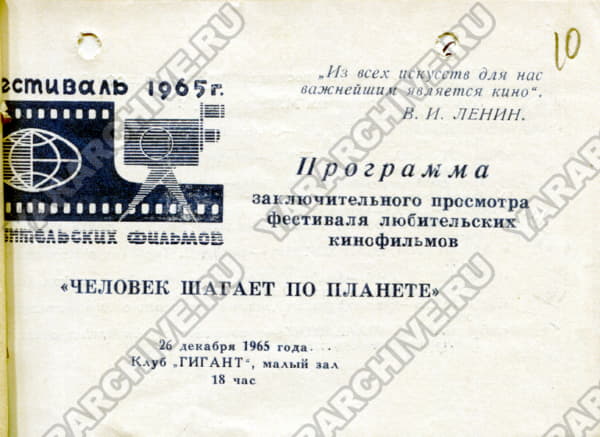 10
„Из всех искусств для нас
важнейшим является кино“.
В. И. ЛЕНИН.
естиваль 1965г.
Программа
заключительного просмотра
фестиваля любительских
кинофильмов
ительских фильмов
«ЧЕЛОВЕК ШАГАЕТ ПО ПЛАНЕТЕ»
26 декабря 1965 года.
Клуб „ГИГАНТ“, малый зал
18 час
YARARCHIVE.RU